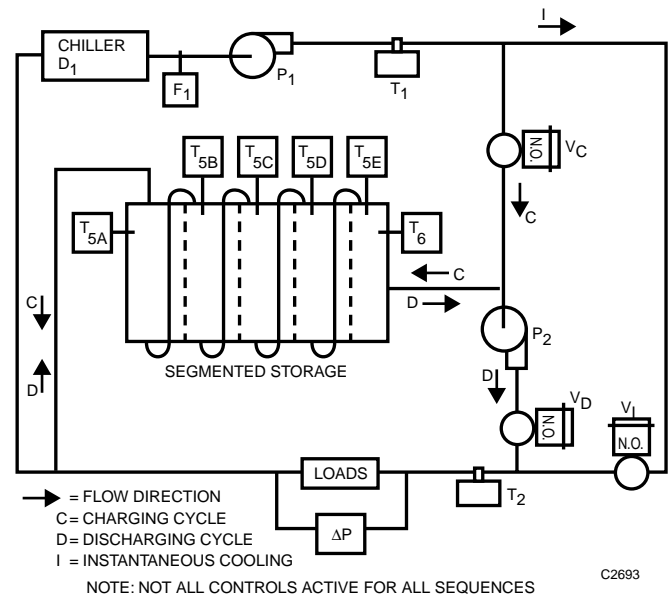 I
CHILLER
D1
F1
P1
T1
T5B
T5C
T5D
T5E
N.O.
VC
C
T5A
T6
C
D
C
D
P2
SEGMENTED STORAGE
D
VD
N.O.
VI
N.O.
LOADS
T2
ΔP
= FLOW DIRECTION
C = CHARGING CYCLE
D = DISCHARGING CYCLE
I = INSTANTANEOUS COOLING
NOTE: NOT ALL CONTROLS ACTIVE FOR ALL SEQUENCES
C2693